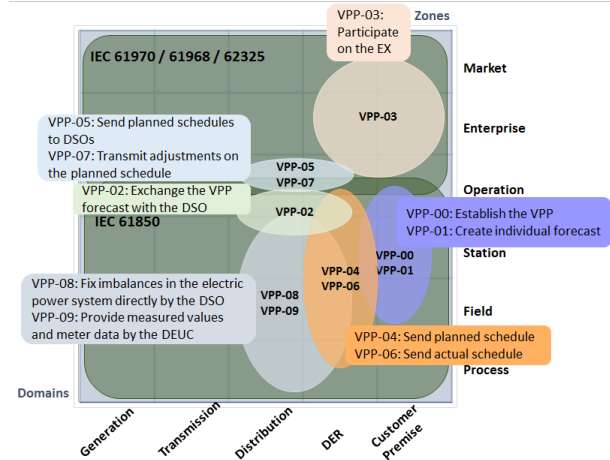 Zones
VPP-03:
Participate
on the EX
IEC 61970 / 61968 / 62325
Market
VPP-03
Enterprise
VPP-05: Send planned schedules
to DSOs
VPP-07: Transmit adjustments on
the planned schedule
VPP-05
VPP-07
Operation
VPP-02: Exchange the VPP
forecast with the DSO
VPP-02
IEC 61850
VPP-00: Establish the VPP
VPP-01: Create individual forecast
Station
VPP-00
VPP-01
VPP-04
VPP-06
VPP-08: Fix imbalances in the electric
power system directly by the DSO
VPP-09: Provide measured values
and meter data by the DEUC
VPP-08
VPP-09
Field
VPP-04: Send planned schedule
VPP-06: Send actual schedule
Process
Domains
Generation
Transmission
Distribution
DER
Customer
Premise